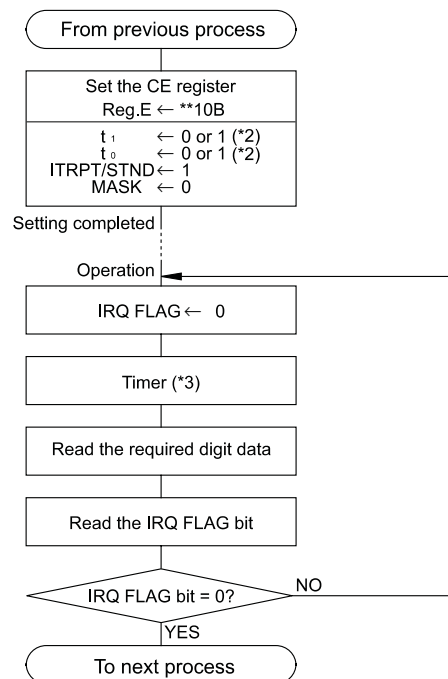 From previous process
Set the CE register
Reg.E ← **10B
t 1 ← 0 or 1 (*2)
t 0 ← 0 or 1 (*2)
ITRPT/STND ← 1
MASK ← 0
Setting completed
Operation
IRQ FLAG ← 0
Timer (*3)
Read the required digit data
Read the IRQ FLAG bit
IRQ FLAG bit = 0?
NO
YES
To next process